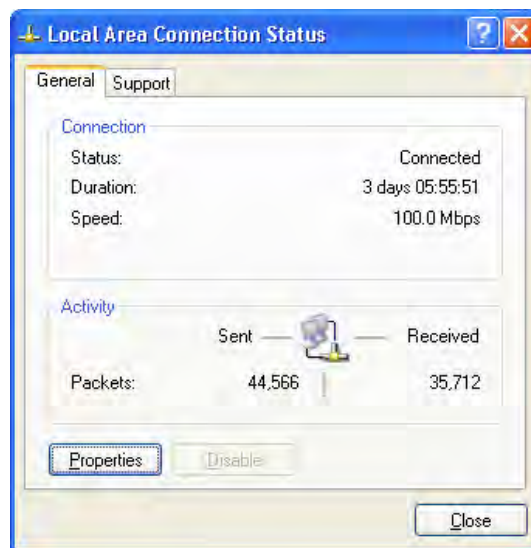 Local Area Connection Status
General Support
Connection
Status: Connected
Duration: 3 days 05:55:51
Speed: 100.0 Mbps
Activity
Sent Received
Packets: 44,566 35,712
Properties Disable
Close